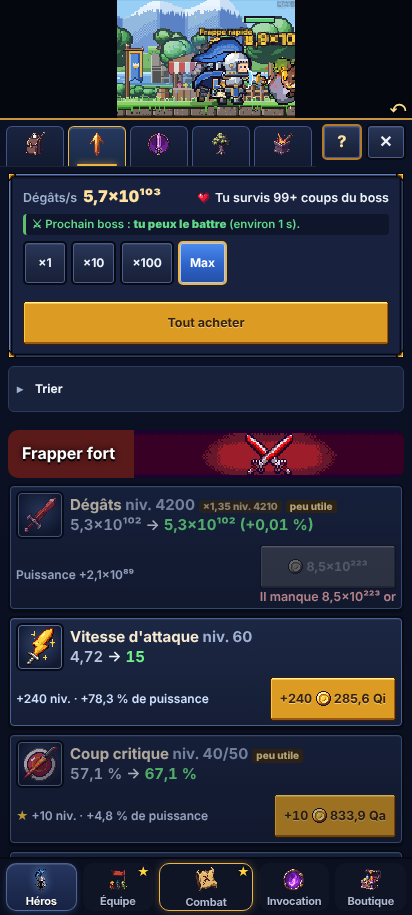 Frappe rapide
?
×
Dégâts/s 5,7×10¹⁰³
Tu survis 99+ coups du boss
Prochain boss : tu peux le battre (environ 1 s).
×1
×10
×100
Max
Tout acheter
Trier
Frapper fort
Dégâts niv. 4200 ×1,35 niv. 4210 peu utile
5,3×10¹⁰² → 5,3×10¹⁰² (+0,01 %)
Puissance +2,1×10⁸⁹
8,5×10²²³
Il manque 8,5×10²²³ or
Vitesse d'attaque niv. 60
4,72 → 15
+240 niv. · +78,3 % de puissance
+240 285,6 Qi
Coup critique niv. 40/50 peu utile
57,1 % → 67,1 %
★ +10 niv. · +4,8 % de puissance
+10 833,9 Qa
Héros
Équipe
Combat
Invocation
Boutique